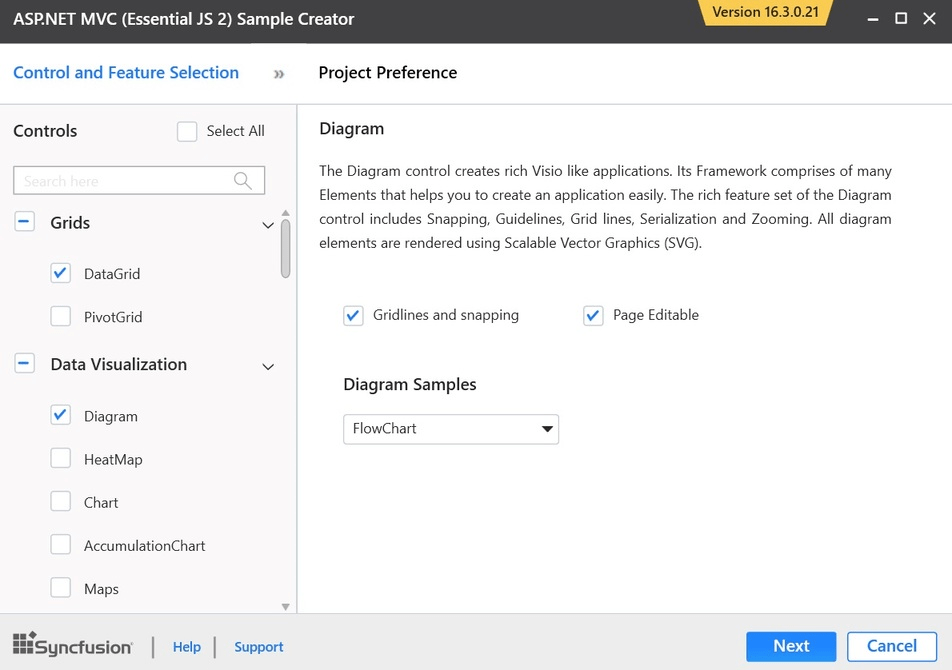 ASP.NET MVC (Essential JS 2) Sample Creator
Version 16.3.0.21
Control and Feature Selection
»
Project Preference
Controls
Select All
Search here
Grids
DataGrid
PivotGrid
Data Visualization
Diagram
HeatMap
Chart
AccumulationChart
Maps
Diagram
The Diagram control creates rich Visio like applications. Its Framework comprises of many
Elements that helps you to create an application easily. The rich feature set of the Diagram
control includes Snapping, Guidelines, Grid lines, Serialization and Zooming. All diagram
elements are rendered using Scalable Vector Graphics (SVG).
Gridlines and snapping
Page Editable
Diagram Samples
FlowChart
Syncfusion
Help
Support
Next
Cancel